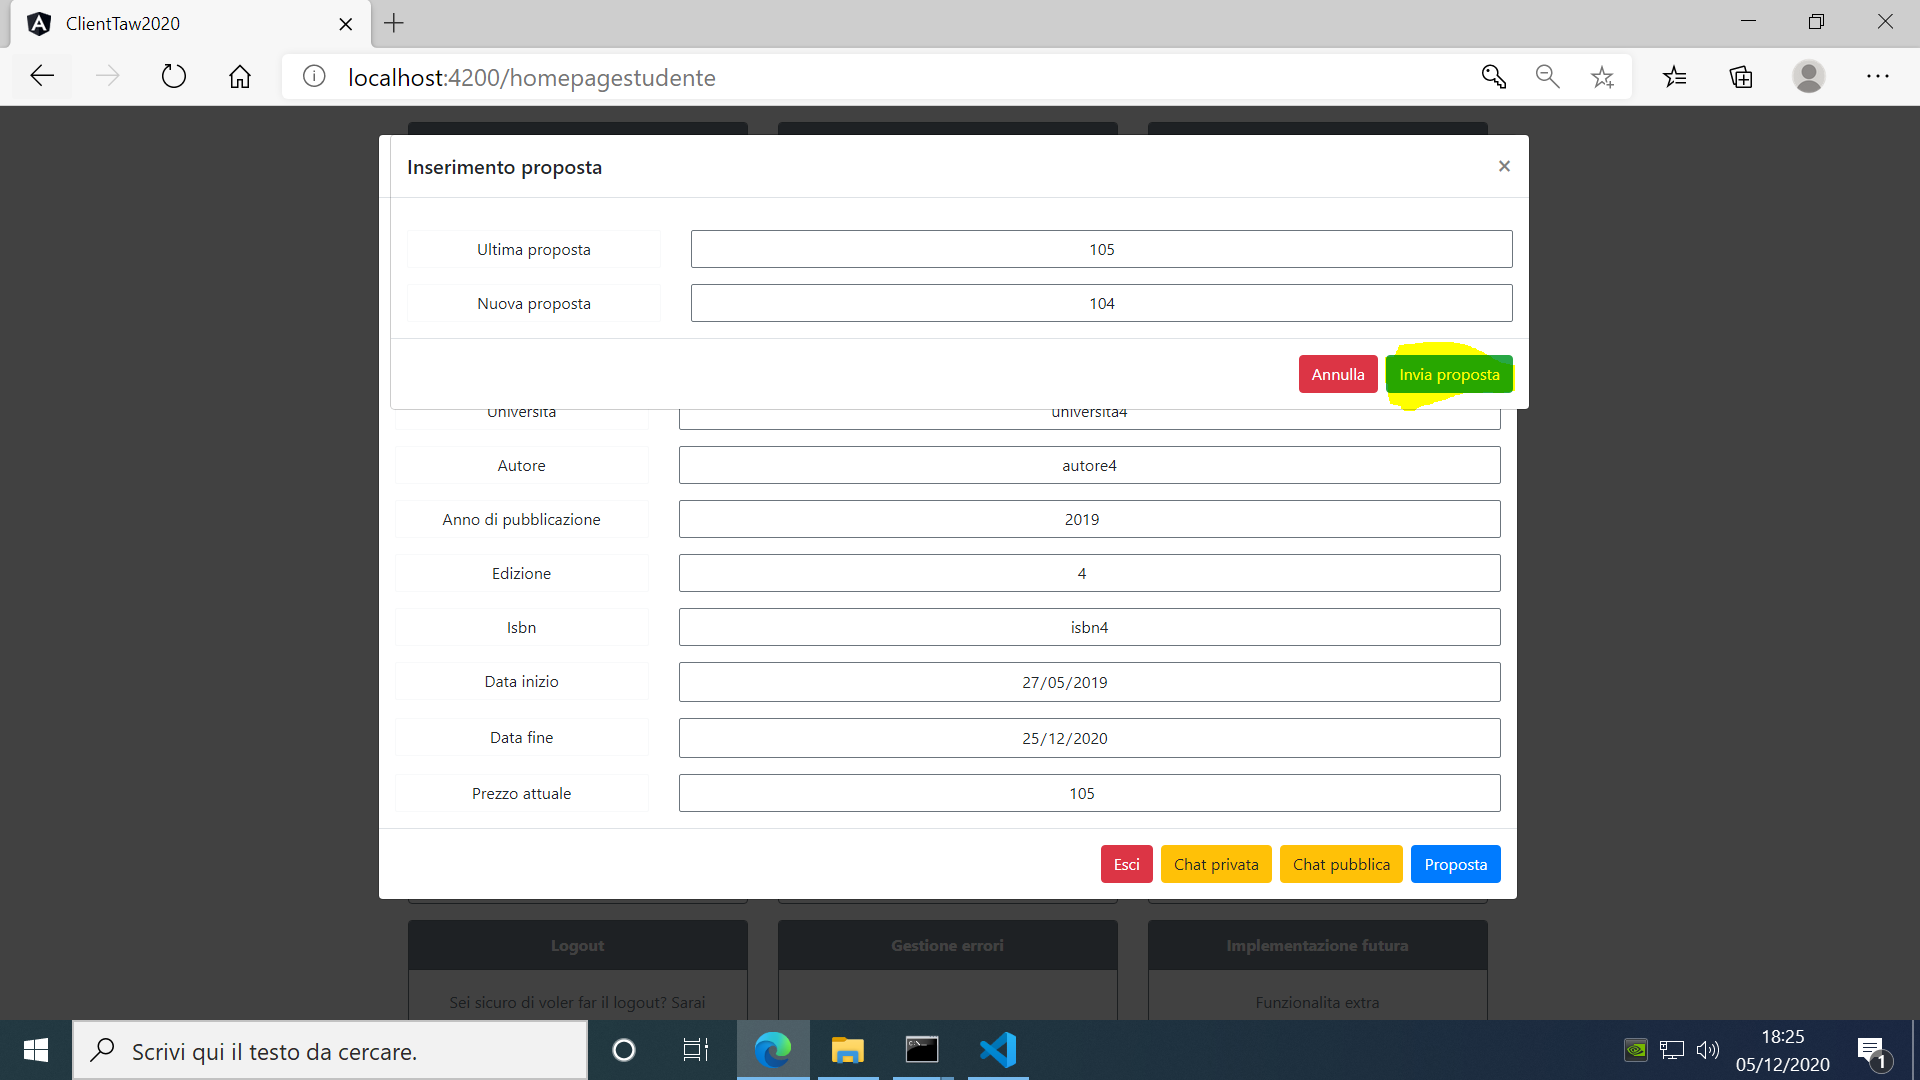 ClientTaw2020
localhost:4200/homepagestudente
Inserimento proposta
×
Ultima proposta 105
Nuova proposta 104
Annulla Invia proposta
Università università4
Autore autore4
Anno di pubblicazione 2019
Edizione 4
Isbn isbn4
Data inizio 27/05/2019
Data fine 25/12/2020
Prezzo attuale 105
Esci Chat privata Chat pubblica Proposta
Logout Gestione errori Implementazione futura
Sei sicuro di voler far il logout? Sarai Funzionalita extra
Scrivi qui il testo da cercare.
18:25
05/12/2020
1